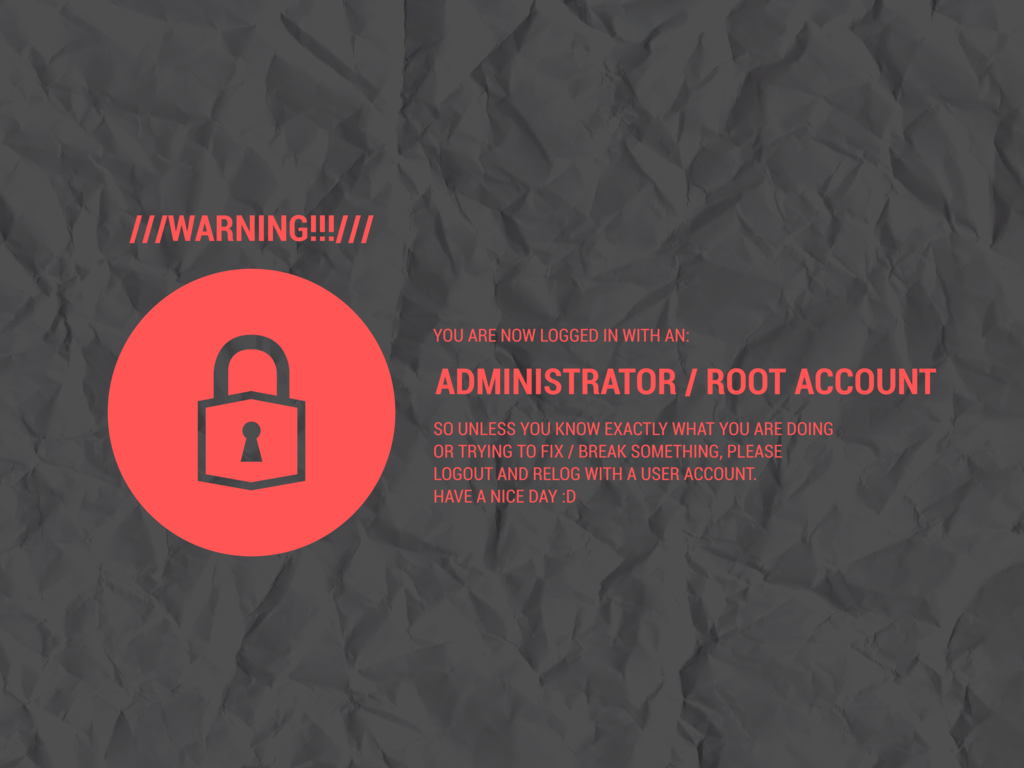 ///WARNING!!!///
YOU ARE NOW LOGGED IN WITH AN:
ADMINISTRATOR / ROOT ACCOUNT
SO UNLESS YOU KNOW EXACTLY WHAT YOU ARE DOING
OR TRYING TO FIX / BREAK SOMETHING, PLEASE
LOGOUT AND RELOG WITH A USER ACCOUNT.
HAVE A NICE DAY :D